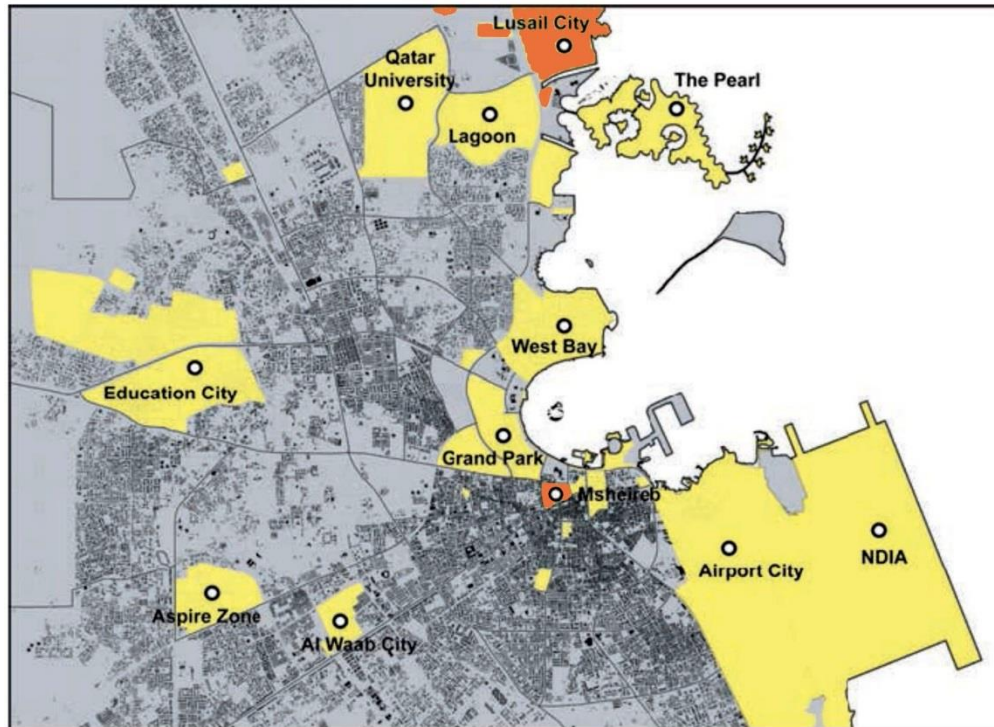 Lusail City
Qatar
University
The Pearl
Lagoon
West Bay
Education City
Grand Park
Msheireb
Airport City
NDIA
Aspire Zone
Al Waab City